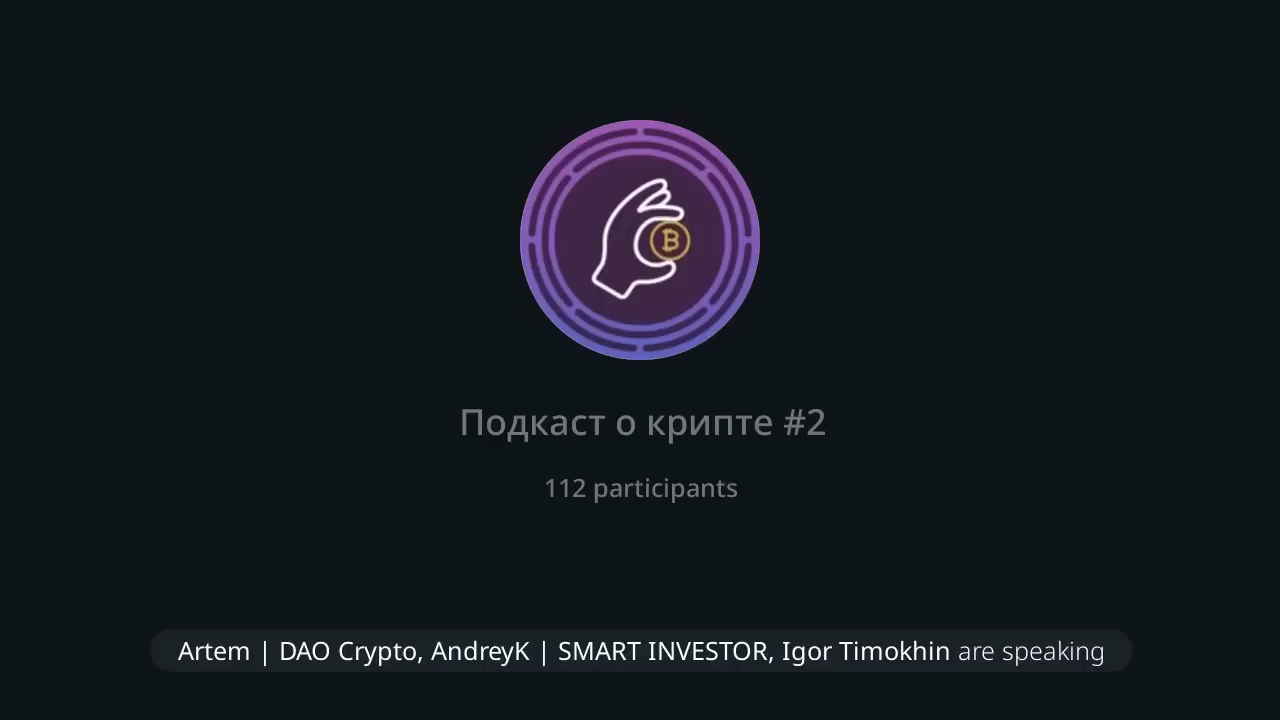 Подкаст о крипте #2
112 participants
Artem | DAO Crypto, AndreyK | SMART INVESTOR, Igor Timokhin are speaking